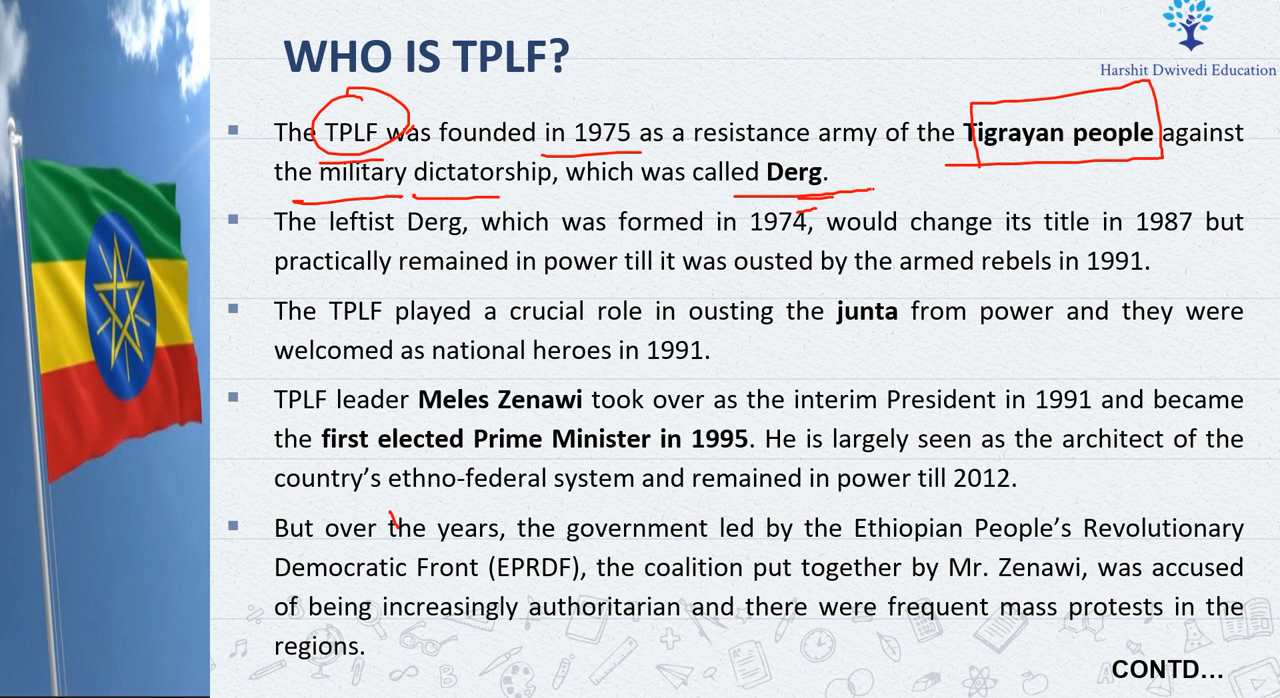 WHO IS TPLF?
Harshit Dwivedi Education
The TPLF was founded in 1975 as a resistance army of the Tigrayan people against
the military dictatorship, which was called Derg.
The leftist Derg, which was formed in 1974, would change its title in 1987 but
practically remained in power till it was ousted by the armed rebels in 1991.
The TPLF played a crucial role in ousting the junta from power and they were
welcomed as national heroes in 1991.
TPLF leader Meles Zenawi took over as the interim President in 1991 and became
the first elected Prime Minister in 1995. He is largely seen as the architect of the
country’s ethno-federal system and remained in power till 2012.
But over the years, the government led by the Ethiopian People’s Revolutionary
Democratic Front (EPRDF), the coalition put together by Mr. Zenawi, was accused
of being increasingly authoritarian and there were frequent mass protests in the
regions.
CONTD...